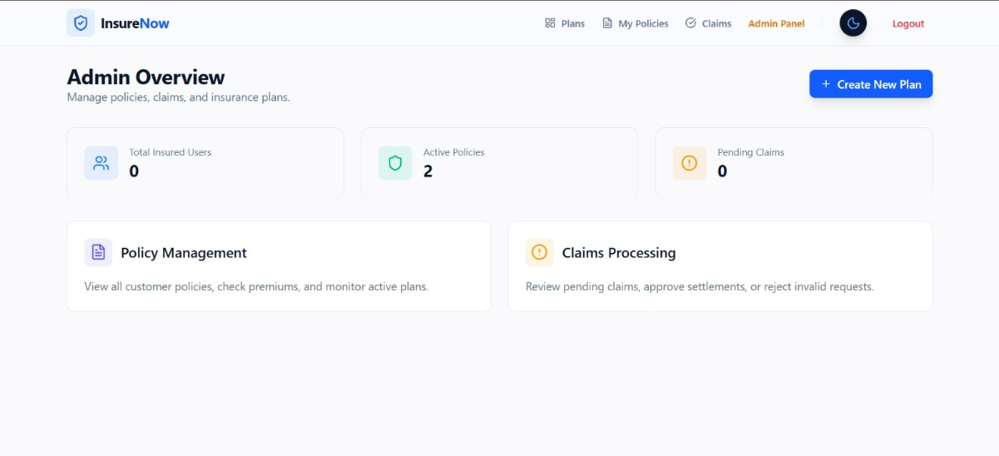 InsureNow
Plans
My Policies
Claims
Admin Panel
Logout
Admin Overview
Manage policies, claims, and insurance plans.
+ Create New Plan
Total Insured Users
0
Active Policies
2
Pending Claims
0
Policy Management
View all customer policies, check premiums, and monitor active plans.
Claims Processing
Review pending claims, approve settlements, or reject invalid requests.